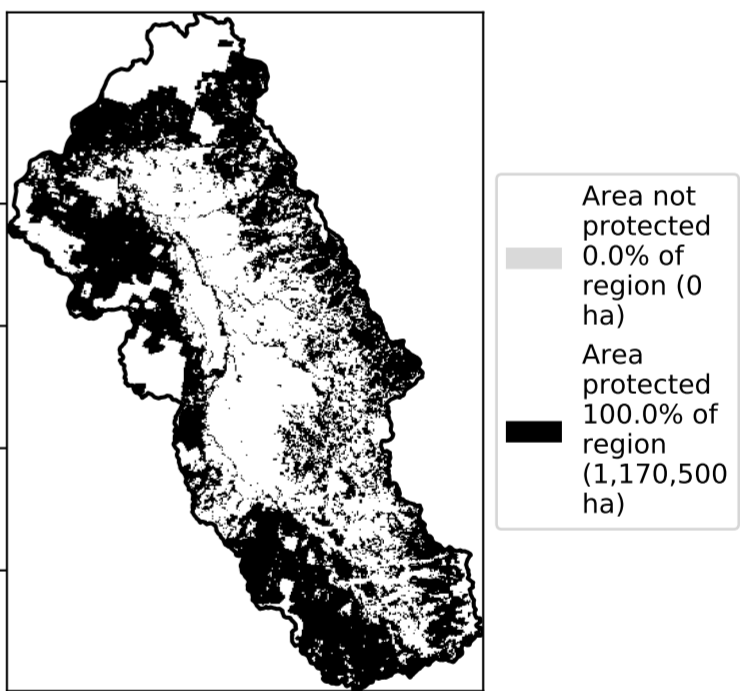 Area not
protected
0.0% of
region (0
ha)
Area
protected
100.0% of
region
(1,170,500
ha)